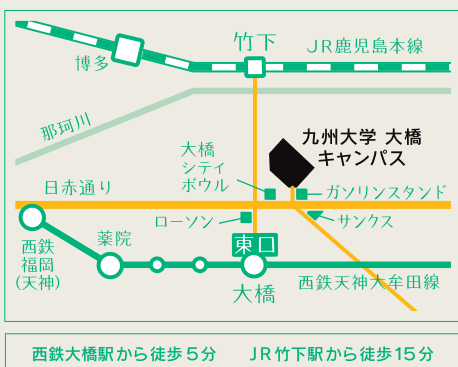 竹下
JR鹿児島本線
博多
那珂川
九州大学 大橋
キャンパス
大橋
シティ
ボウル
日赤通り
ガソリンスタンド
ローソン
サンクス
西鉄
福岡
(天神)
薬院
東口
大橋
西鉄天神大牟田線
西鉄大橋駅から徒歩5分 JR竹下駅から徒歩15分